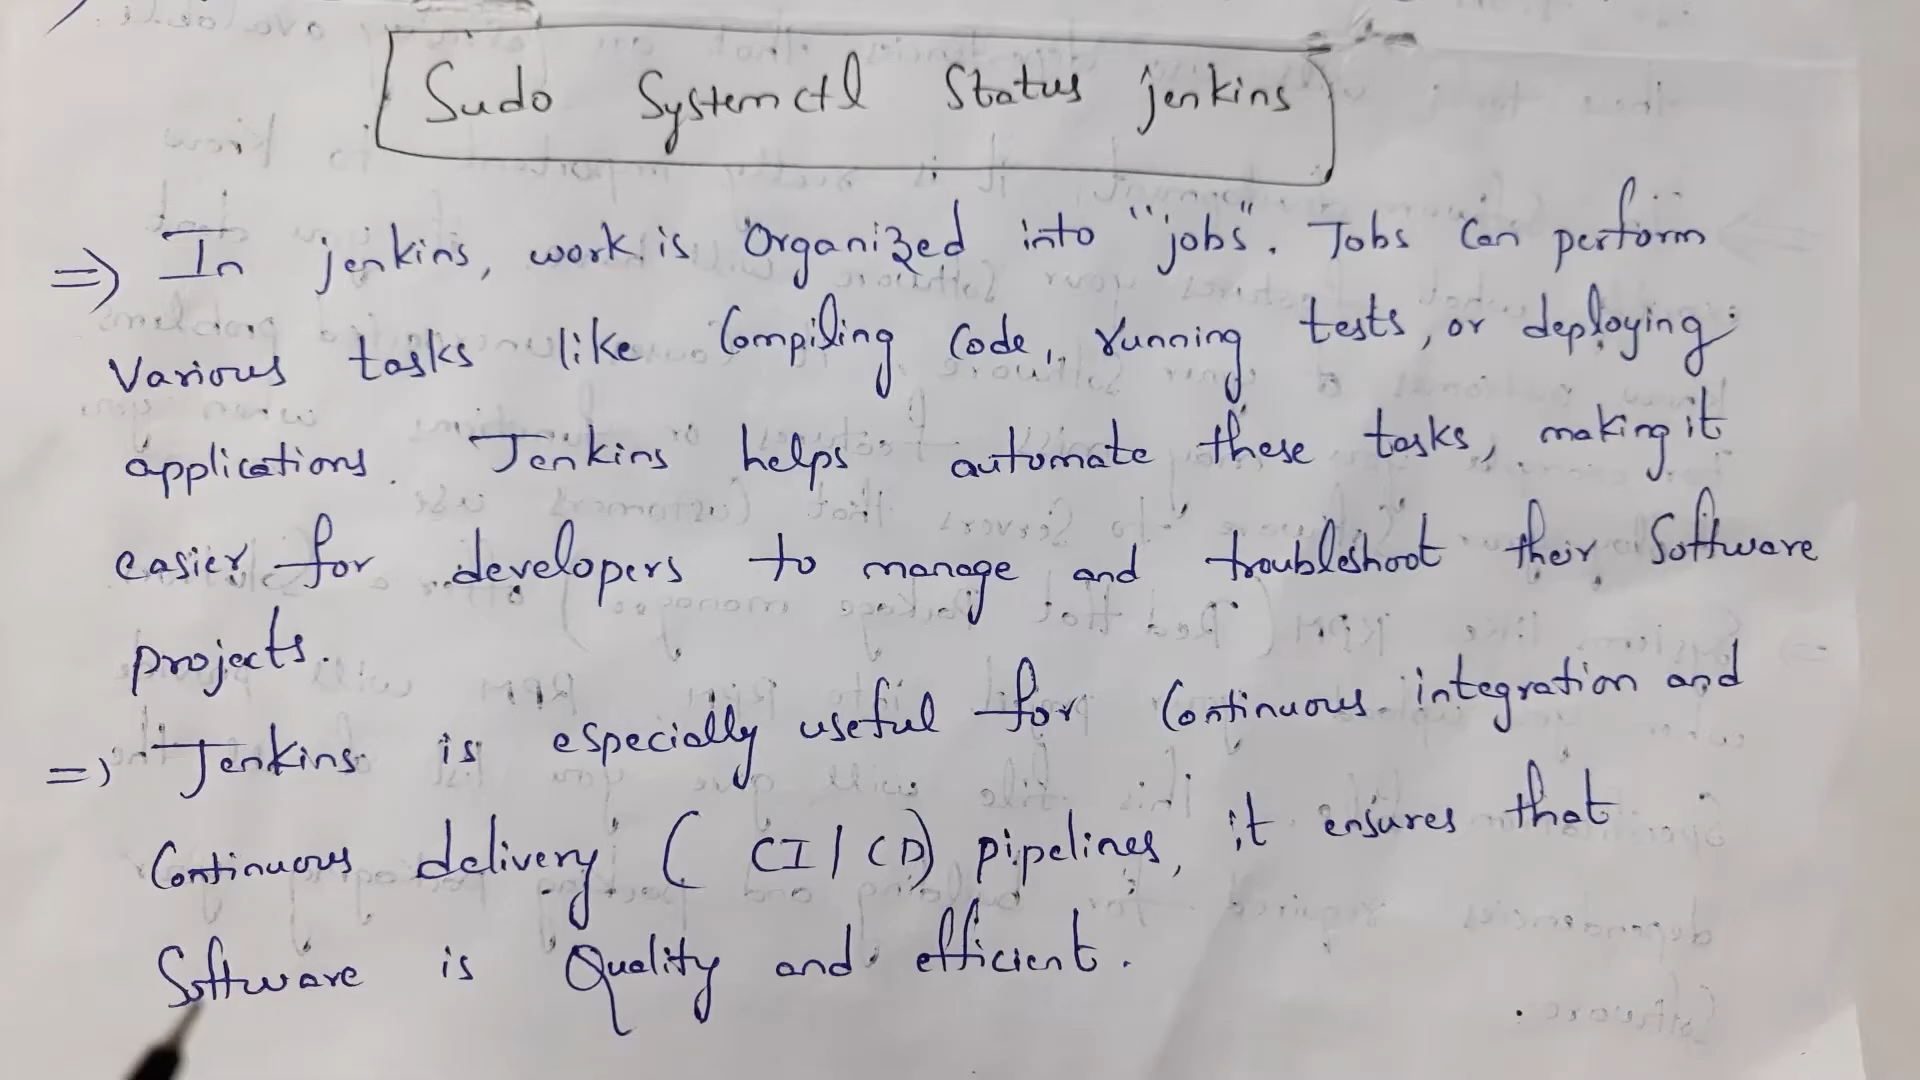 Sudo Systemctl Status jenkins
=> In jenkins, work is Organized into "jobs". Jobs Can perform
Various tasks like Compiling Code, running tests, or deploying
applications. Jenkins helps automate these tasks, making it
easier for developers to manage and troubleshoot their Software
projects.
=> Jenkins is especially useful for Continuous integration and
Continuous delivery ( CI/CD) pipelines, it ensures that
Software is Quality and efficient.